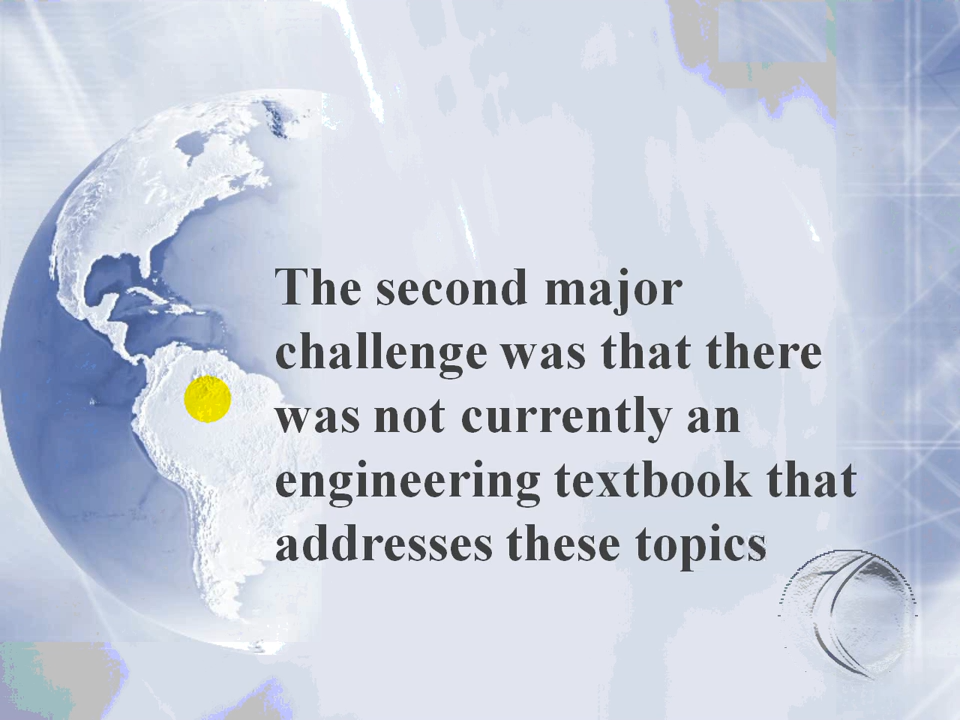 The second major
challenge was that there
was not currently an
engineering textbook that
addresses these topics